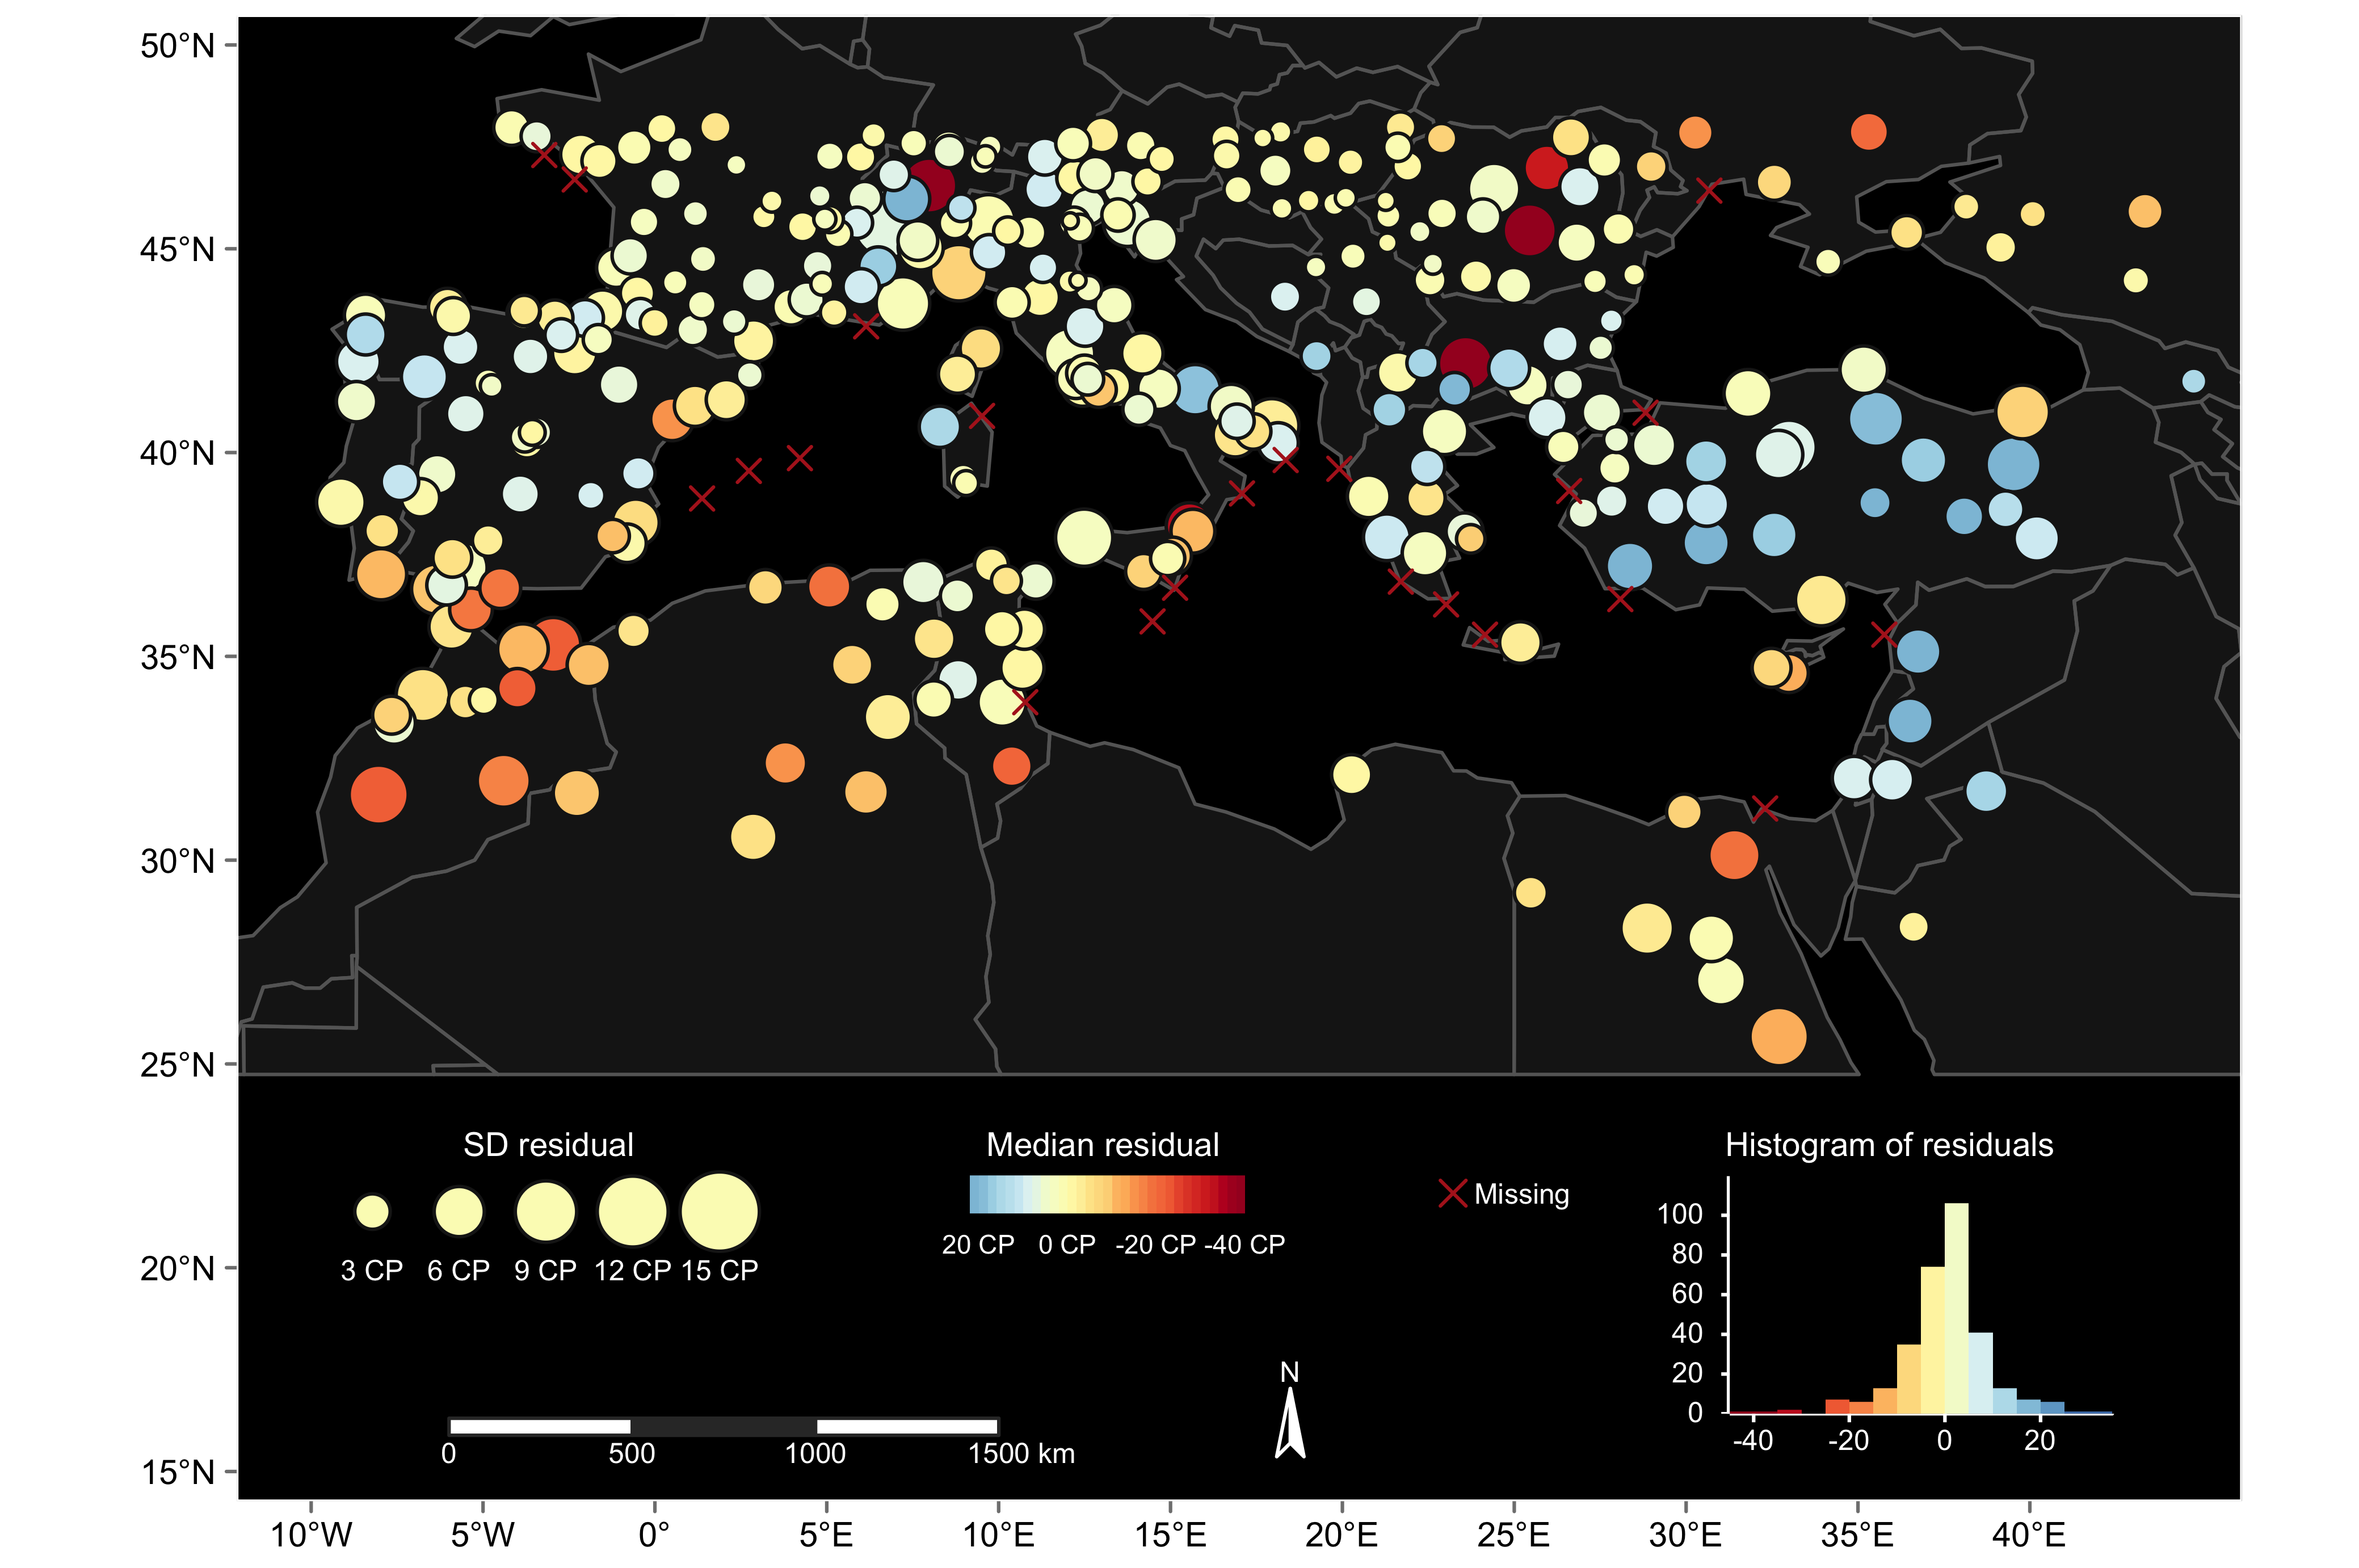 50°N
45°N
40°N
35°N
30°N
25°N
20°N
15°N
SD residual
3 CP 6 CP 9 CP 12 CP 15 CP
Median residual
20 CP 0 CP -20 CP -40 CP
Missing
Histogram of residuals
100
80
60
40
20
0
-40 -20 0 20
N
0 500 1000 1500 km
10°W 5°W 0° 5°E 10°E 15°E 20°E 25°E 30°E 35°E 40°E